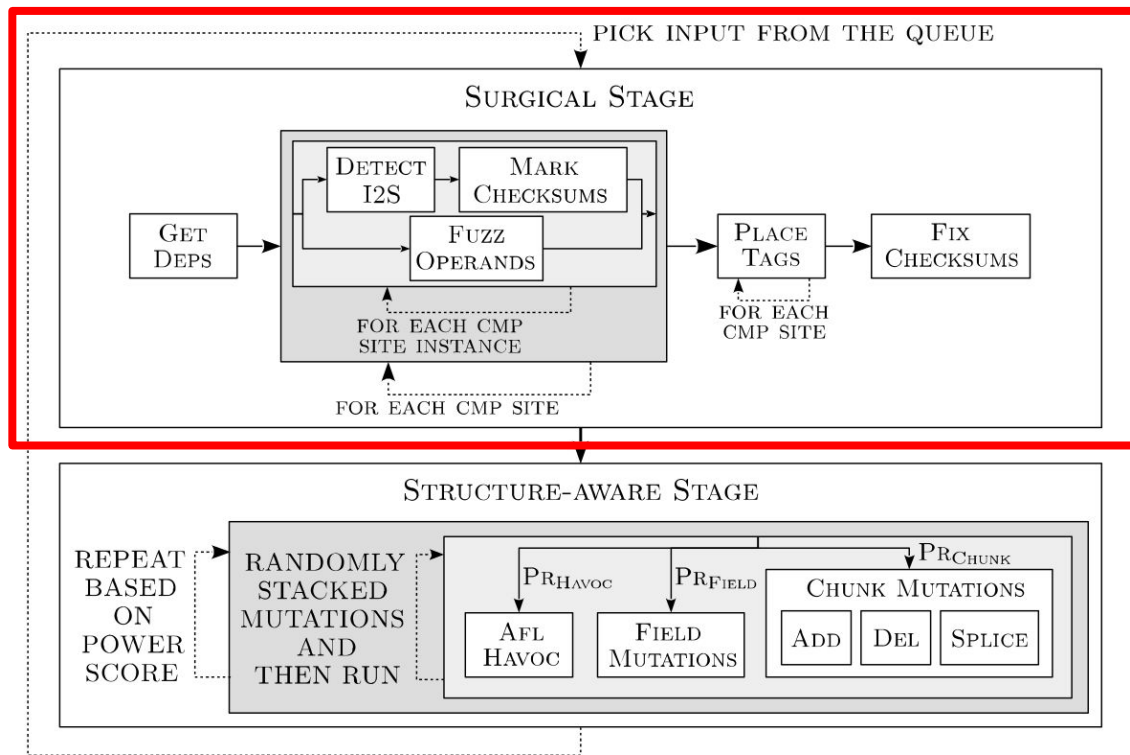 PICK INPUT FROM THE QUEUE
SURGICAL STAGE
DETECT
I2S
MARK
CHECKSUMS
FUZZ
OPERANDS
GET
DEPS
PLACE
TAGS
FIX
CHECKSUMS
FOR EACH CMP
SITE INSTANCE
FOR EACH
CMP SITE
FOR EACH CMP SITE
STRUCTURE-AWARE STAGE
REPEAT
BASED
ON
POWER
SCORE
RANDOMLY
STACKED
MUTATIONS
AND
THEN RUN
PRHAVOC
PRFIELD
PRCHUNK
AFL
HAVOC
FIELD
MUTATIONS
CHUNK MUTATIONS
ADD
DEL
SPLICE